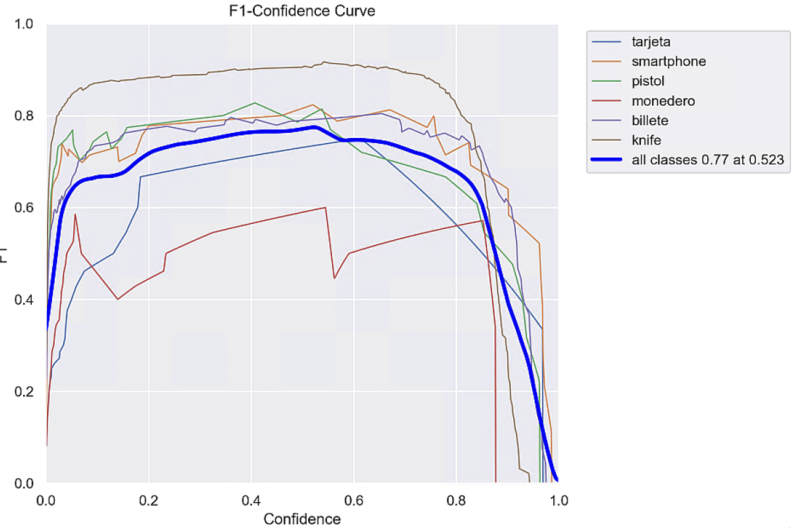 F1-Confidence Curve
1.0
0.8
0.6
0.4
0.2
0.0
F1
0.0 0.2 0.4 0.6 0.8 1.0
Confidence
tarjeta
smartphone
pistol
monedero
billete
knife
all classes 0.77 at 0.523